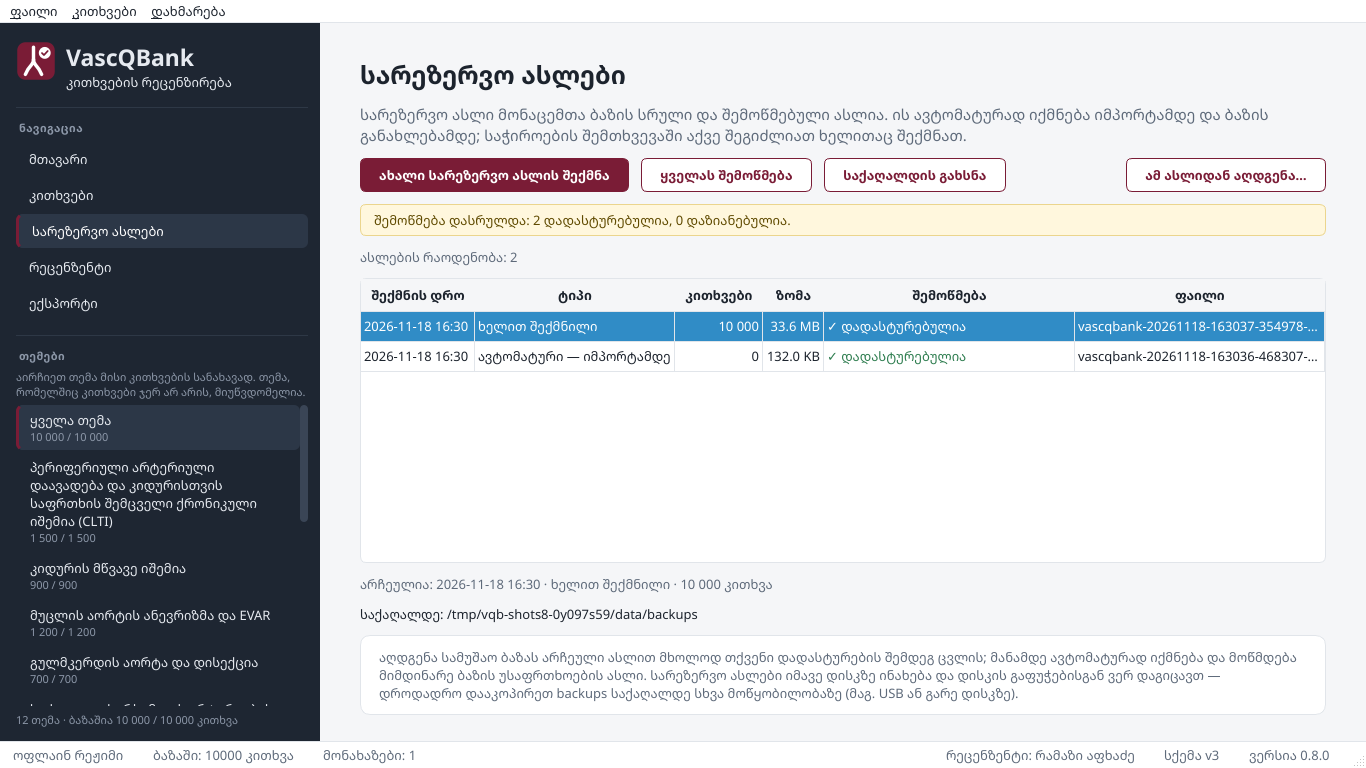 ფაილი კითხვები დახმარება
VascQBank
კითხვების რეცენზირება
ნავიგაცია
მთავარი
კითხვები
სარეზერვო ასლები
რეცენზენტი
ექსპორტი
თემები
აირჩიეთ თემა მისი კითხვების სანახავად. თემა,
რომელშიც კითხვები ჯერ არ არის, მიუწვდომელია.
ყველა თემა
10 000 / 10 000
პერიფერიული არტერიული
დაავადება და კიდურისთვის
საფრთხის შემცველი ქრონიკული
იშემია (CLTI)
1 500 / 1 500
კიდურის მწვავე იშემია
900 / 900
მუცლის აორტის ანევრიზმა და EVAR
1 200 / 1 200
გულმკერდის აორტა და დისექცია
700 / 700
12 თემა · ბაზაშია 10 000 / 10 000 კითხვა
სარეზერვო ასლები
სარეზერვო ასლი მონაცემთა ბაზის სრული და შემოწმებული ასლია. ის ავტომატურად იქმნება იმპორტამდე და ბაზის
განახლებამდე; საჭიროების შემთხვევაში აქვე შეგიძლიათ ხელითაც შექმნათ.
ახალი სარეზერვო ასლის შექმნა ყველას შემოწმება საქაღალდის გახსნა ამ ასლიდან აღდგენა...
შემოწმება დასრულდა: 2 დადასტურებულია, 0 დაზიანებულია.
ასლების რაოდენობა: 2
შექმნის დრო ტიპი კითხვები ზომა შემოწმება ფაილი
2026-11-18 16:30 ხელით შექმნილი 10 000 33.6 MB ✓ დადასტურებულია vascqbank-20261118-163037-354978-...
2026-11-18 16:30 ავტომატური — იმპორტამდე 0 132.0 KB ✓ დადასტურებულია vascqbank-20261118-163036-468307-...
არჩეულია: 2026-11-18 16:30 · ხელით შექმნილი · 10 000 კითხვა
საქაღალდე: /tmp/vqb-shots8-0y097s59/data/backups
აღდგენა სამუშაო ბაზას არჩეული ასლით მხოლოდ თქვენი დადასტურების შემდეგ ცვლის; მანამდე ავტომატურად იქმნება და მოწმდება
მიმდინარე ბაზის უსაფრთხოების ასლი. სარეზერვო ასლები იმავე დისკზე ინახება და დისკის გაფუჭებისგან ვერ დაგიცავთ —
დროდადრო დააკოპირეთ backups საქაღალდე სხვა მოწყობილობაზე (მაგ. USB ან გარე დისკზე).
ოფლაინ რეჟიმი ბაზაში: 10000 კითხვა მონახაზები: 1 რეცენზენტი: რამაზი აფხაძე სქემა v3 ვერსია 0.8.0